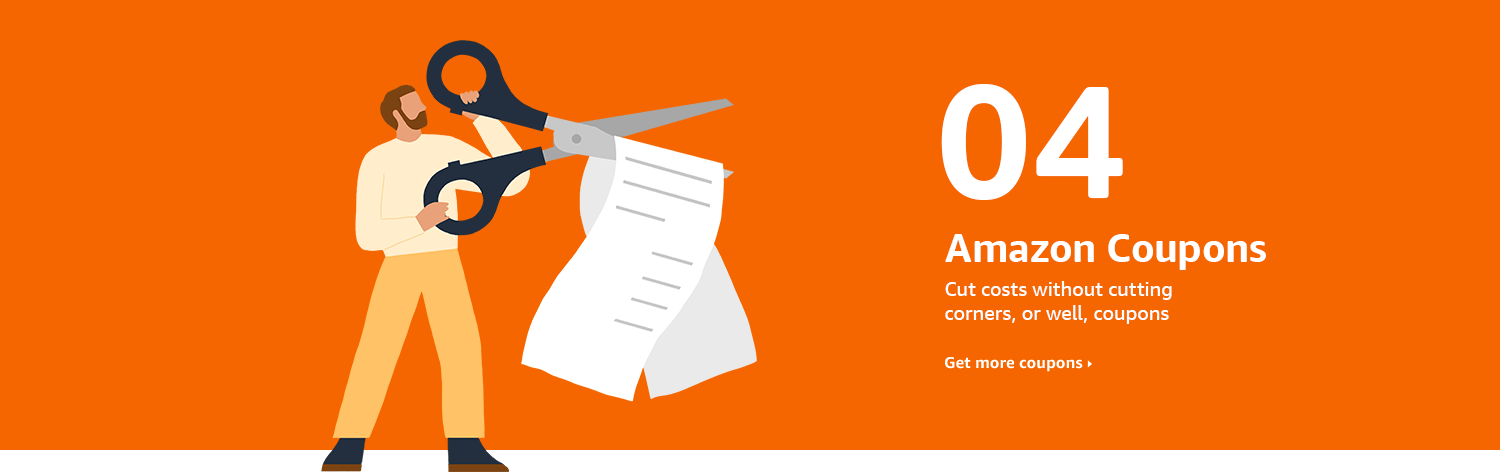 04
Amazon Coupons
Cut costs without cutting
corners, or well, coupons
Get more coupons ▸